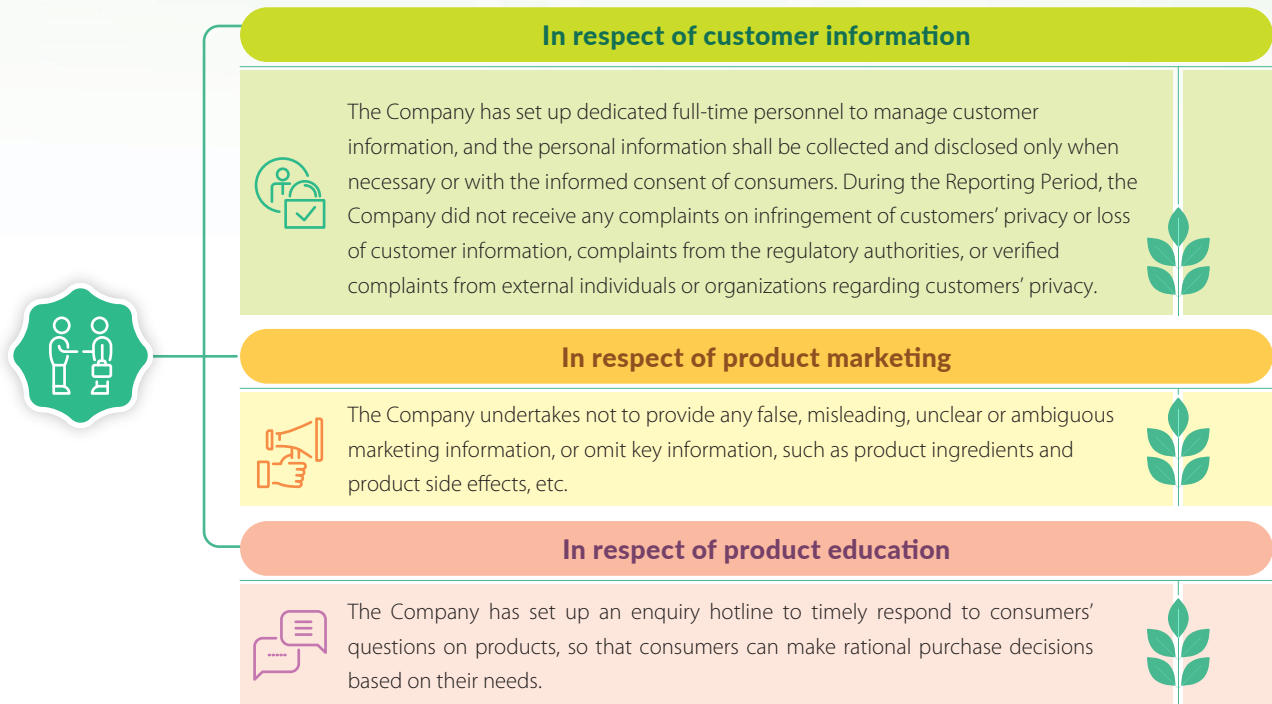 In respect of customer information
The Company has set up dedicated full-time personnel to manage customer
information, and the personal information shall be collected and disclosed only when
necessary or with the informed consent of consumers. During the Reporting Period, the
Company did not receive any complaints on infringement of customers’ privacy or loss
of customer information, complaints from the regulatory authorities, or verified
complaints from external individuals or organizations regarding customers’ privacy.
In respect of product marketing
The Company undertakes not to provide any false, misleading, unclear or ambiguous
marketing information, or omit key information, such as product ingredients and
product side effects, etc.
In respect of product education
The Company has set up an enquiry hotline to timely respond to consumers’
questions on products, so that consumers can make rational purchase decisions
based on their needs.